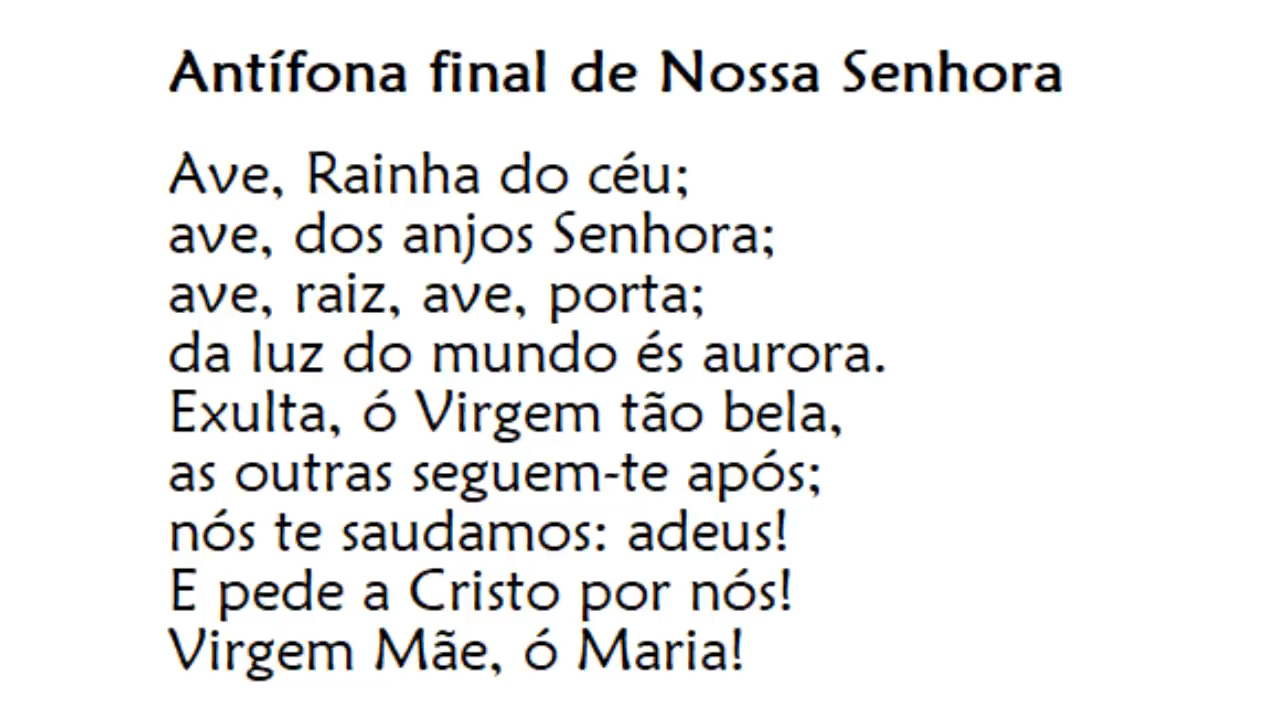 Antífona final de Nossa Senhora
Ave, Rainha do céu;
ave, dos anjos Senhora;
ave, raiz, ave, porta;
da luz do mundo és aurora.
Exulta, ó Virgem tão bela,
as outras seguem-te após;
nós te saudamos: adeus!
E pede a Cristo por nós!
Virgem Mãe, ó Maria!